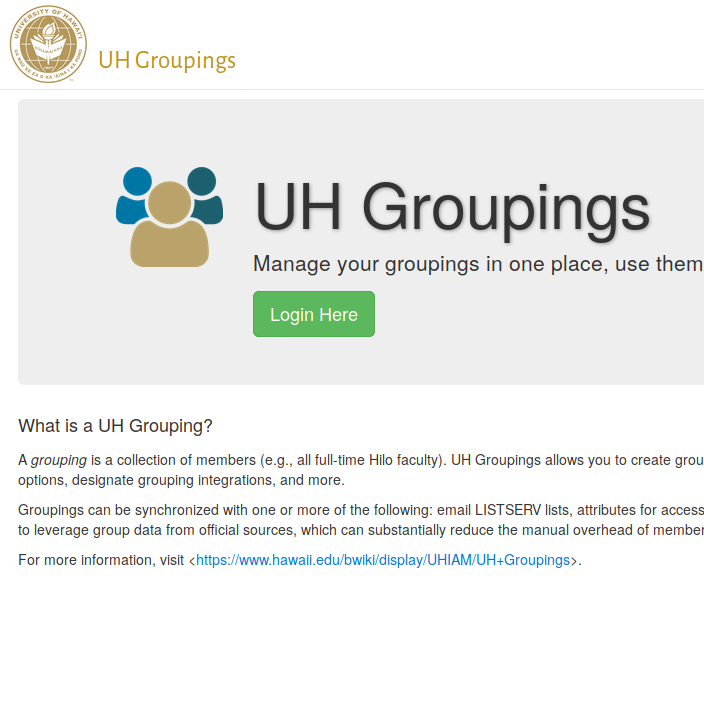 UNIVERSITY OF HAWAI'I
UH Groupings
UH Groupings
Manage your groupings in one place, use them
Login Here
What is a UH Grouping?
A grouping is a collection of members (e.g., all full-time Hilo faculty). UH Groupings allows you to create grou
options, designate grouping integrations, and more.
Groupings can be synchronized with one or more of the following: email LISTSERV lists, attributes for access
to leverage group data from official sources, which can substantially reduce the manual overhead of member
For more information, visit <https://www.hawaii.edu/bwiki/display/UHIAM/UH+Groupings>.